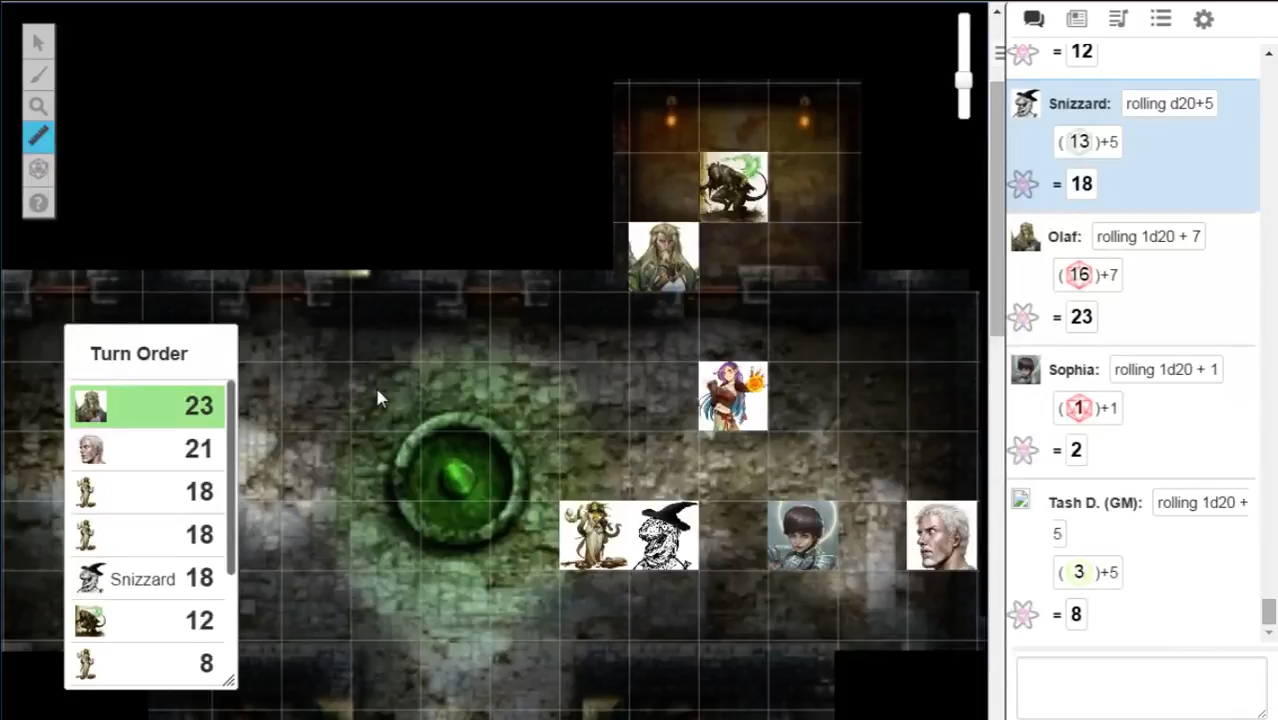 = 12
Snizzard: rolling d20+5
(13)+5
= 18
Olaf: rolling 1d20 + 7
(16)+7
= 23
Sophia: rolling 1d20 + 1
(1)+1
= 2
Tash D. (GM): rolling 1d20 +
5
(3)+5
= 8
Turn Order
23
21
18
18
Snizzard 18
12
8
?